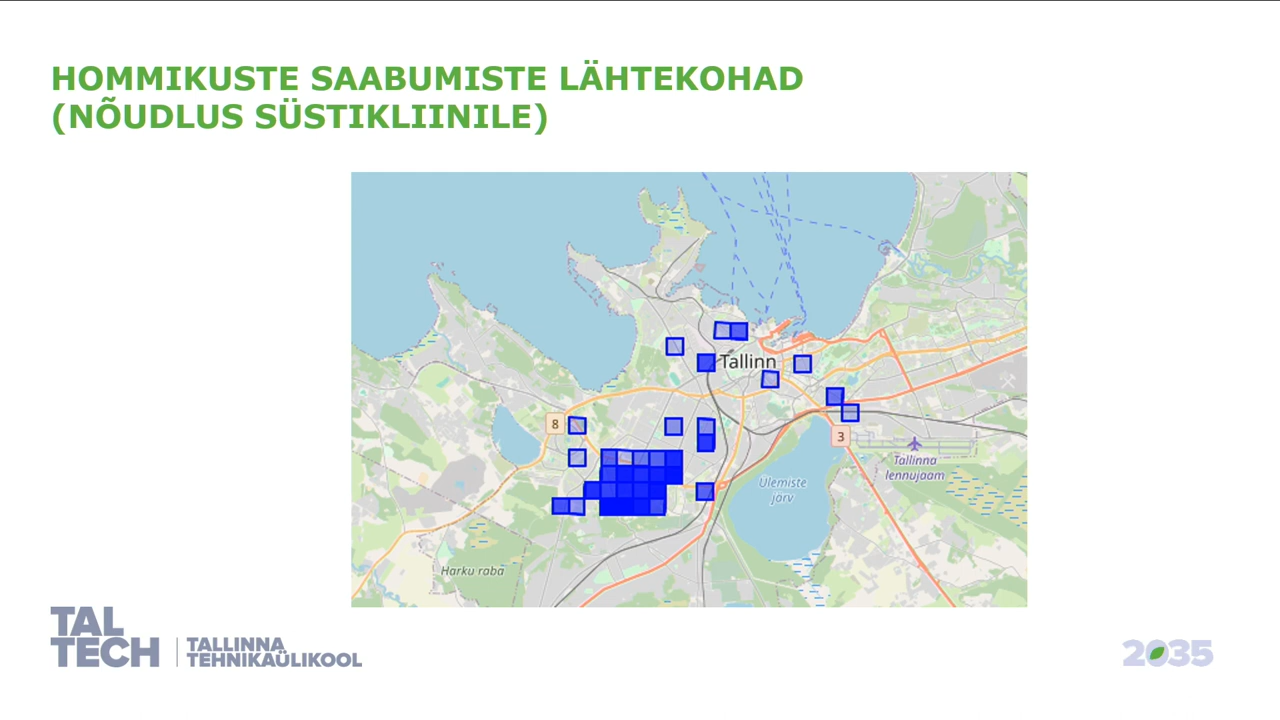 HOMMIKUSTE SAABUMISTE LÄHTEKOHAD
(NÕUDLUS SÜSTIKLIINILE)
Tallinn
8
3
Tallinna
lennujaam
Ülemiste
järv
Harku raba
TAL
TECH
TALLINNA
TEHNIKAÜLIKOOL
2035